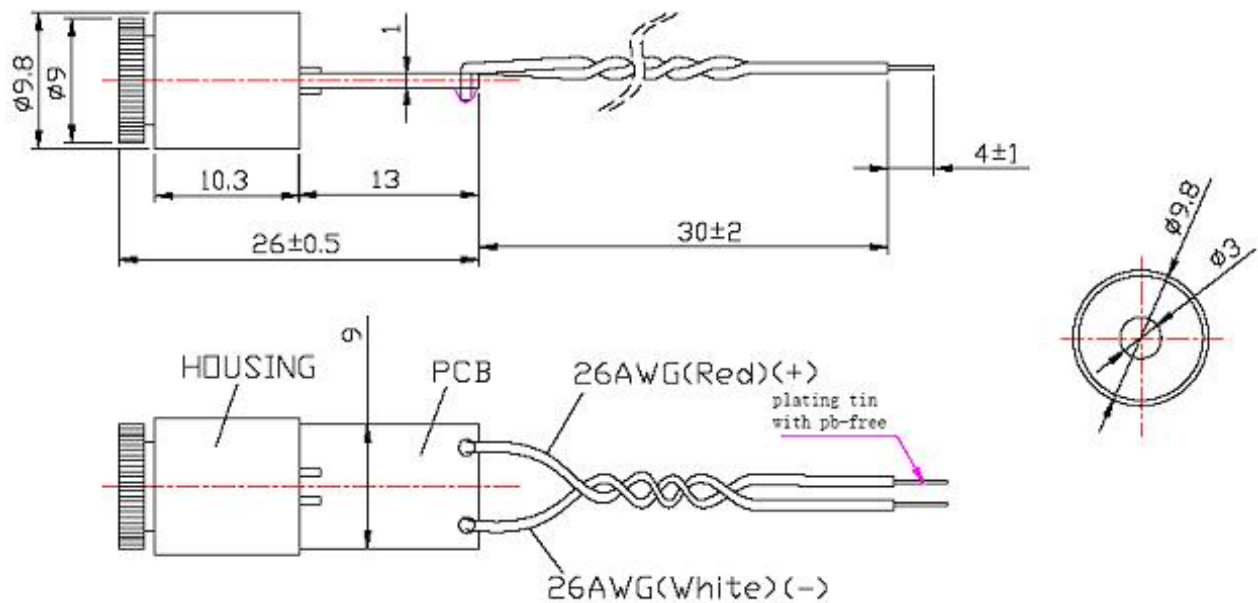 1
ø9.8
ø9
10.3
13
4±1
26±0.5
30±2
ø9.8
ø3
9
HOUSING
PCB
26AWG(Red)(+)
plating tin
with pb-free
26AWG(White)(-)